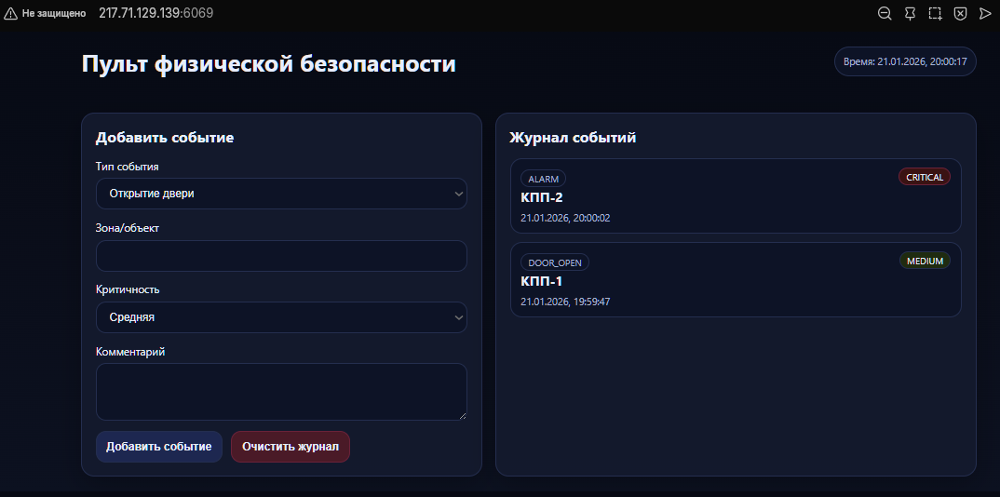 Не защищено 217.71.129.139:6069
Пульт физической безопасности
Время: 21.01.2026, 20:00:17
Добавить событие
Тип события
Открытие двери
Зона/объект
Критичность
Средняя
Комментарий
Добавить событие Очистить журнал
Журнал событий
ALARM CRITICAL
КПП-2
21.01.2026, 20:00:02
DOOR_OPEN MEDIUM
КПП-1
21.01.2026, 19:59:47